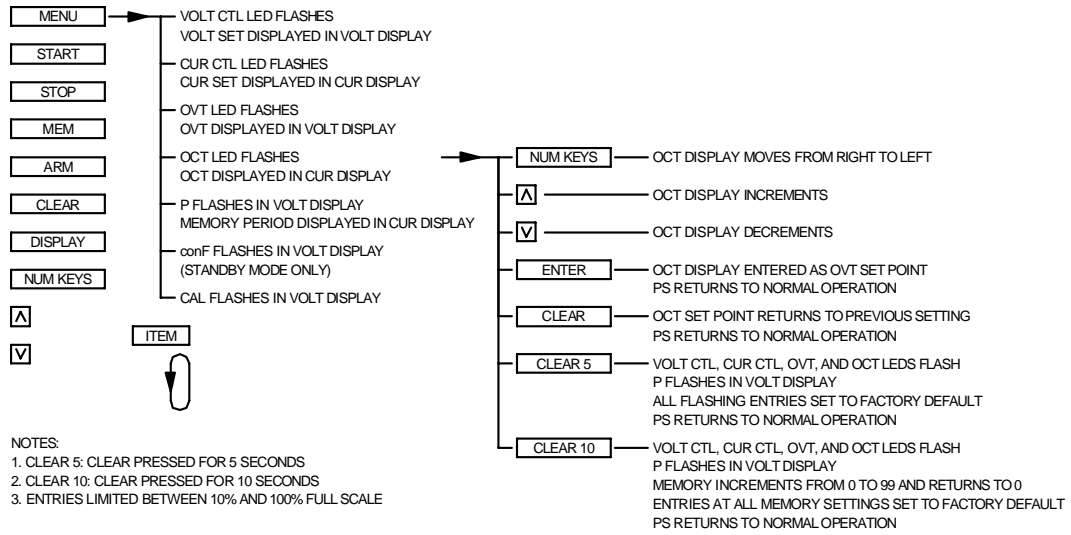 MENU
START
STOP
MEM
ARM
CLEAR
DISPLAY
NUM KEYS
Λ
V
VOLT CTL LED FLASHES
VOLT SET DISPLAYED IN VOLT DISPLAY
CUR CTL LED FLASHES
CUR SET DISPLAYED IN CUR DISPLAY
OVT LED FLASHES
OVT DISPLAYED IN VOLT DISPLAY
OCT LED FLASHES
OCT DISPLAYED IN CUR DISPLAY
P FLASHES IN VOLT DISPLAY
MEMORY PERIOD DISPLAYED IN CUR DISPLAY
conF FLASHES IN VOLT DISPLAY
(STANDBY MODE ONLY)
CAL FLASHES IN VOLT DISPLAY
ITEM
NUM KEYS OCT DISPLAY MOVES FROM RIGHT TO LEFT
Λ OCT DISPLAY INCREMENTS
V OCT DISPLAY DECREMENTS
ENTER OCT DISPLAY ENTERED AS OVT SET POINT
PS RETURNS TO NORMAL OPERATION
CLEAR OCT SET POINT RETURNS TO PREVIOUS SETTING
PS RETURNS TO NORMAL OPERATION
CLEAR 5 VOLT CTL, CUR CTL, OVT, AND OCT LEDS FLASH
P FLASHES IN VOLT DISPLAY
ALL FLASHING ENTRIES SET TO FACTORY DEFAULT
PS RETURNS TO NORMAL OPERATION
CLEAR 10 VOLT CTL, CUR CTL, OVT, AND OCT LEDS FLASH
P FLASHES IN VOLT DISPLAY
MEMORY INCREMENTS FROM 0 TO 99 AND RETURNS TO 0
ENTRIES AT ALL MEMORY SETTINGS SET TO FACTORY DEFAULT
PS RETURNS TO NORMAL OPERATION
NOTES:
1. CLEAR 5: CLEAR PRESSED FOR 5 SECONDS
2. CLEAR 10: CLEAR PRESSED FOR 10 SECONDS
3. ENTRIES LIMITED BETWEEN 10% AND 100% FULL SCALE